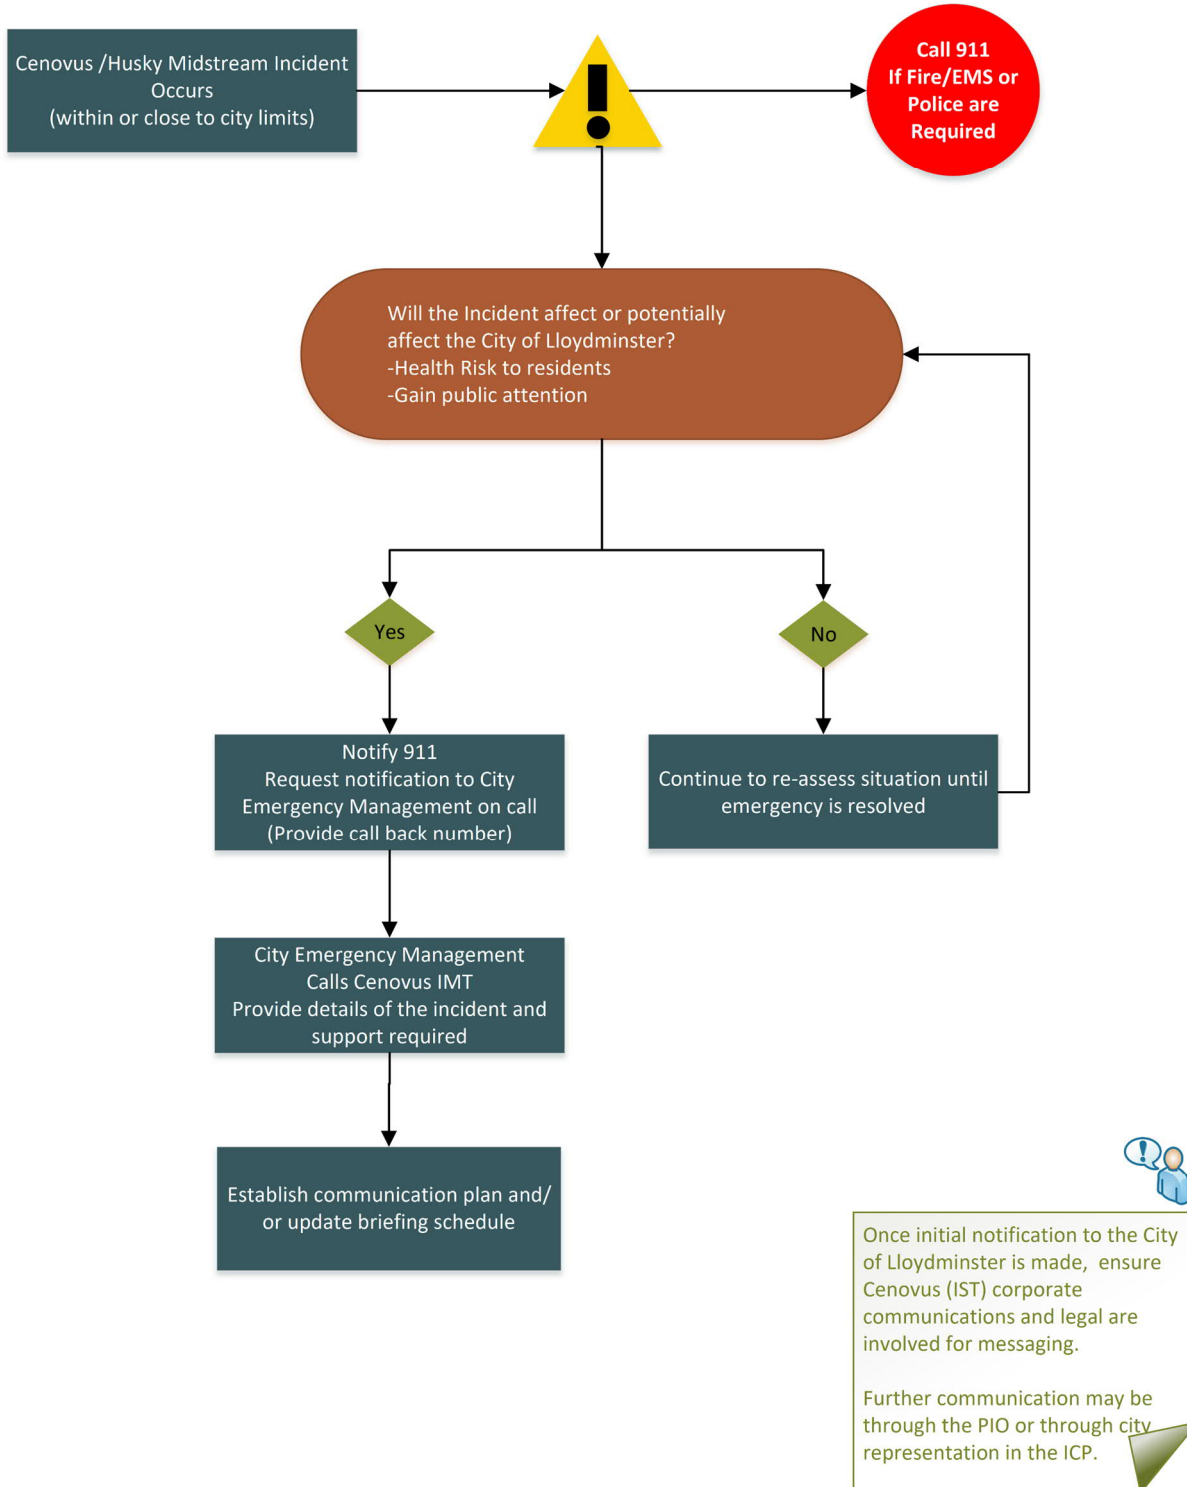 Cenovus /Husky Midstream Incident
Occurs
(within or close to city limits)
Call 911
If Fire/EMS or
Police are
Required
Will the Incident affect or potentially
affect the City of Lloydminster?
-Health Risk to residents
-Gain public attention
Yes
No
Notify 911
Request notification to City
Emergency Management on call
(Provide call back number)
Continue to re-assess situation until
emergency is resolved
City Emergency Management
Calls Cenovus IMT
Provide details of the incident and
support required
Establish communication plan and/
or update briefing schedule
Once initial notification to the City
of Lloydminster is made, ensure
Cenovus (IST) corporate
communications and legal are
involved for messaging.
Further communication may be
through the PIO or through city
representation in the ICP.